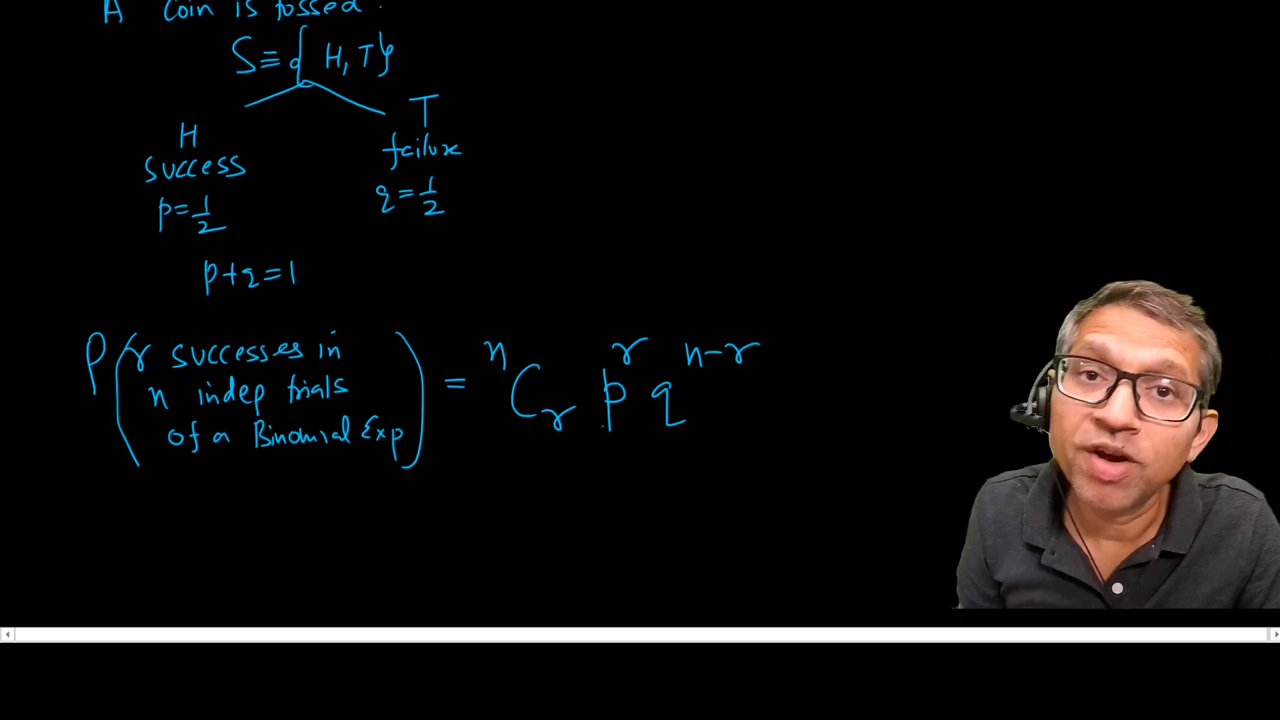 A Coin is tossed.
S≡{H,T}
H
T
success
failure
p=1/2
q=1/2
p+q=1
P(r successes in
n indep trials
of a Binomial Exp) = ⁿCᵣ pʳ qⁿ⁻ʳ